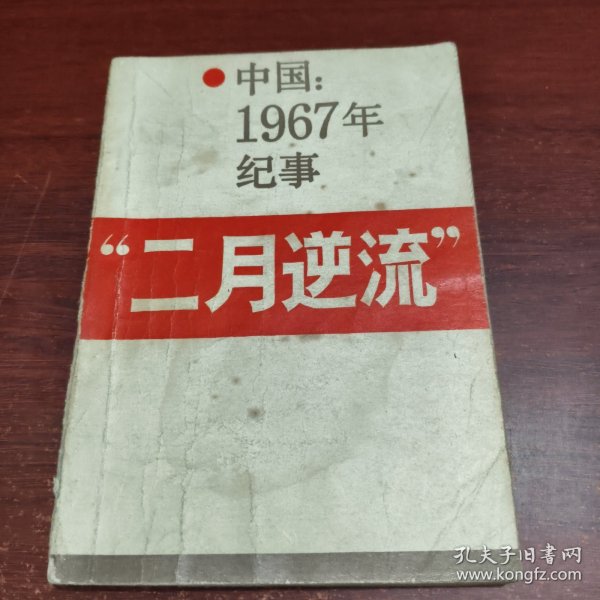 中国：
1967年
纪事
“二月逆流”
孔夫子旧书网
www.kongfz.com